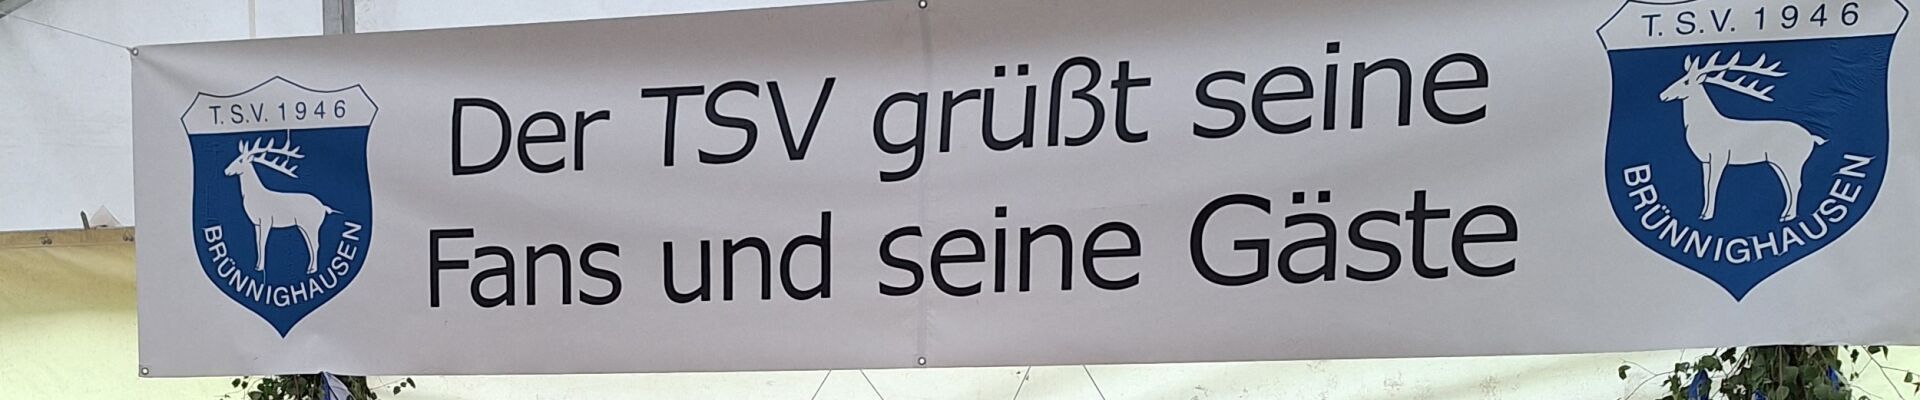 T.S.V. 1946
BRÜNNIGHAUSEN
Der TSV grüßt seine
Fans und seine Gäste
T.S.V. 1946
BRÜNNIGHAUSEN